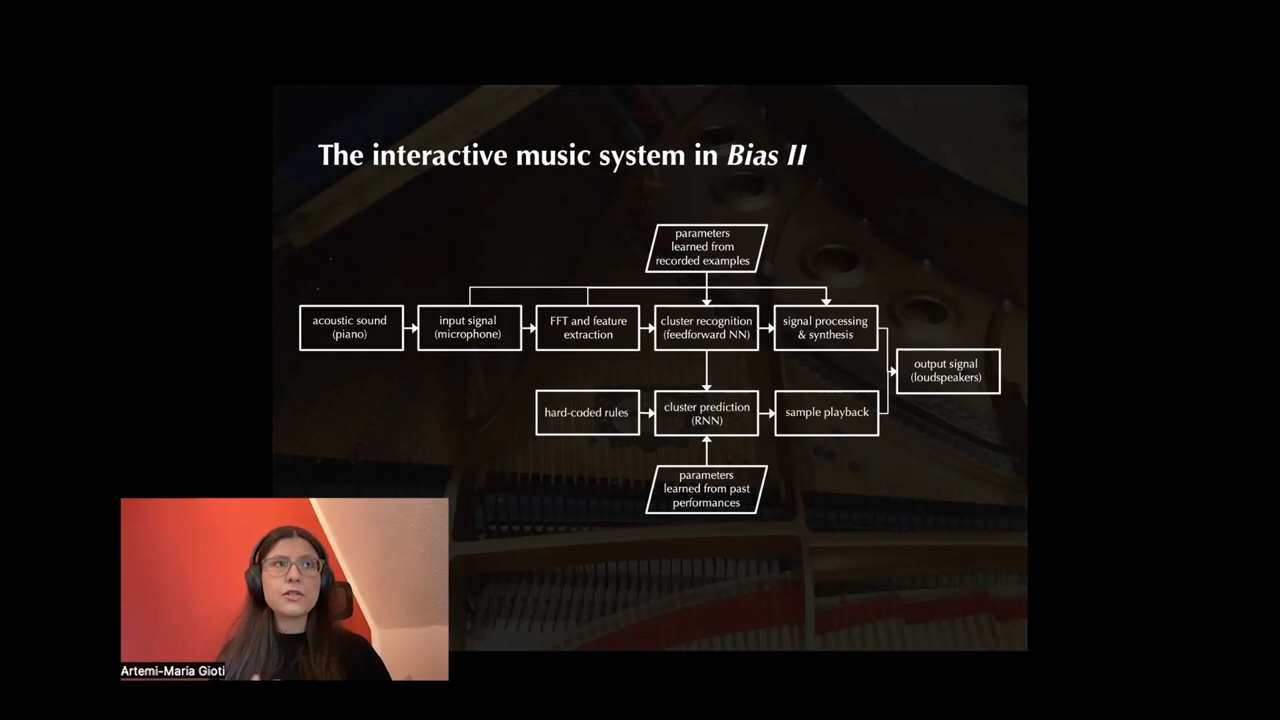 The interactive music system in Bias II
parameters
learned from
recorded examples
acoustic sound
(piano)
input signal
(microphone)
FFT and feature
extraction
cluster recognition
(feedforward NN)
signal processing
& synthesis
output signal
(loudspeakers)
hard-coded rules
cluster prediction
(RNN)
sample playback
parameters
learned from past
performances
Artemi-Maria Gioti